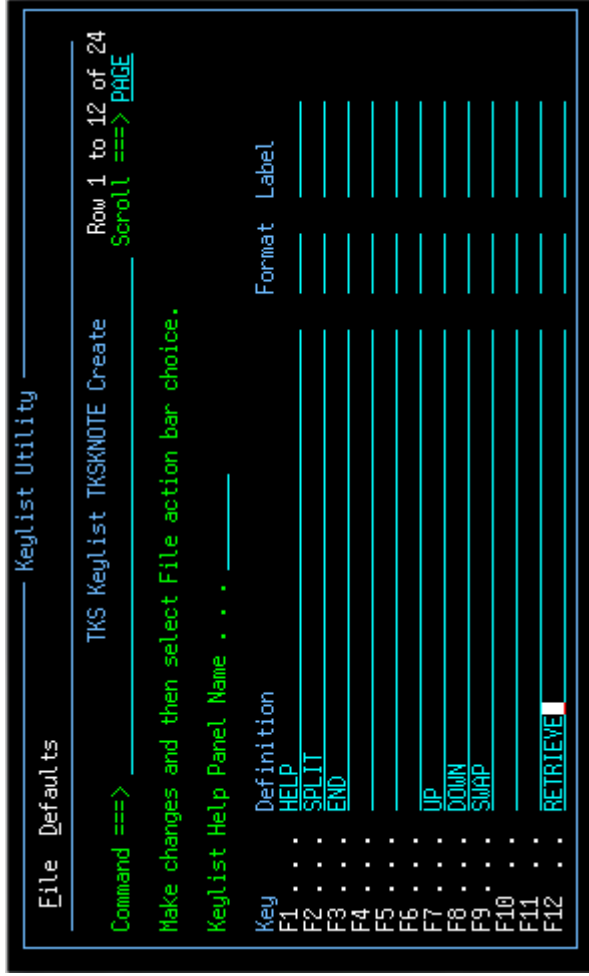 Keylist Utility
File Defaults
TKS Keylist TKSKNOTE Create Row 1 to 12 of 24
Command ===> Scroll ===> PAGE
Make changes and then select File action bar choice.
Keylist Help Panel Name . . .
Key Definition Format Label
F1 . . . HELP
F2 . . . SPLIT
F3 . . . END
F4 . . .
F5 . . .
F6 . . .
F7 . . . UP
F8 . . . DOWN
F9 . . . SWAP
F10 . .
F11 . .
F12 . . RETRIEVE